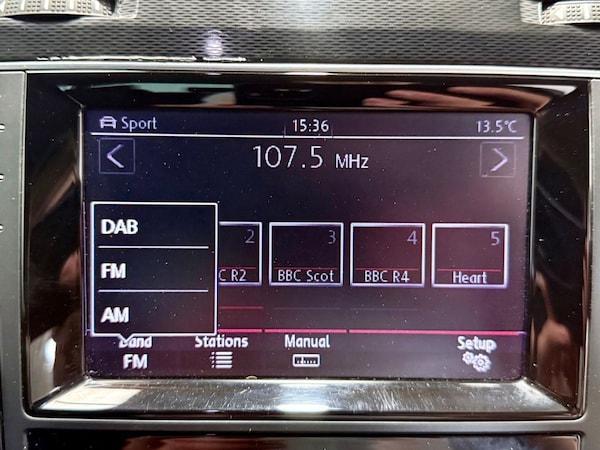 Sport 15:36 13.5°C
< 107.5 MHz >
DAB
FM
AM
2 3 4 5
C R2 BBC Scot BBC R4 Heart
Band Stations Manual Setup
FM